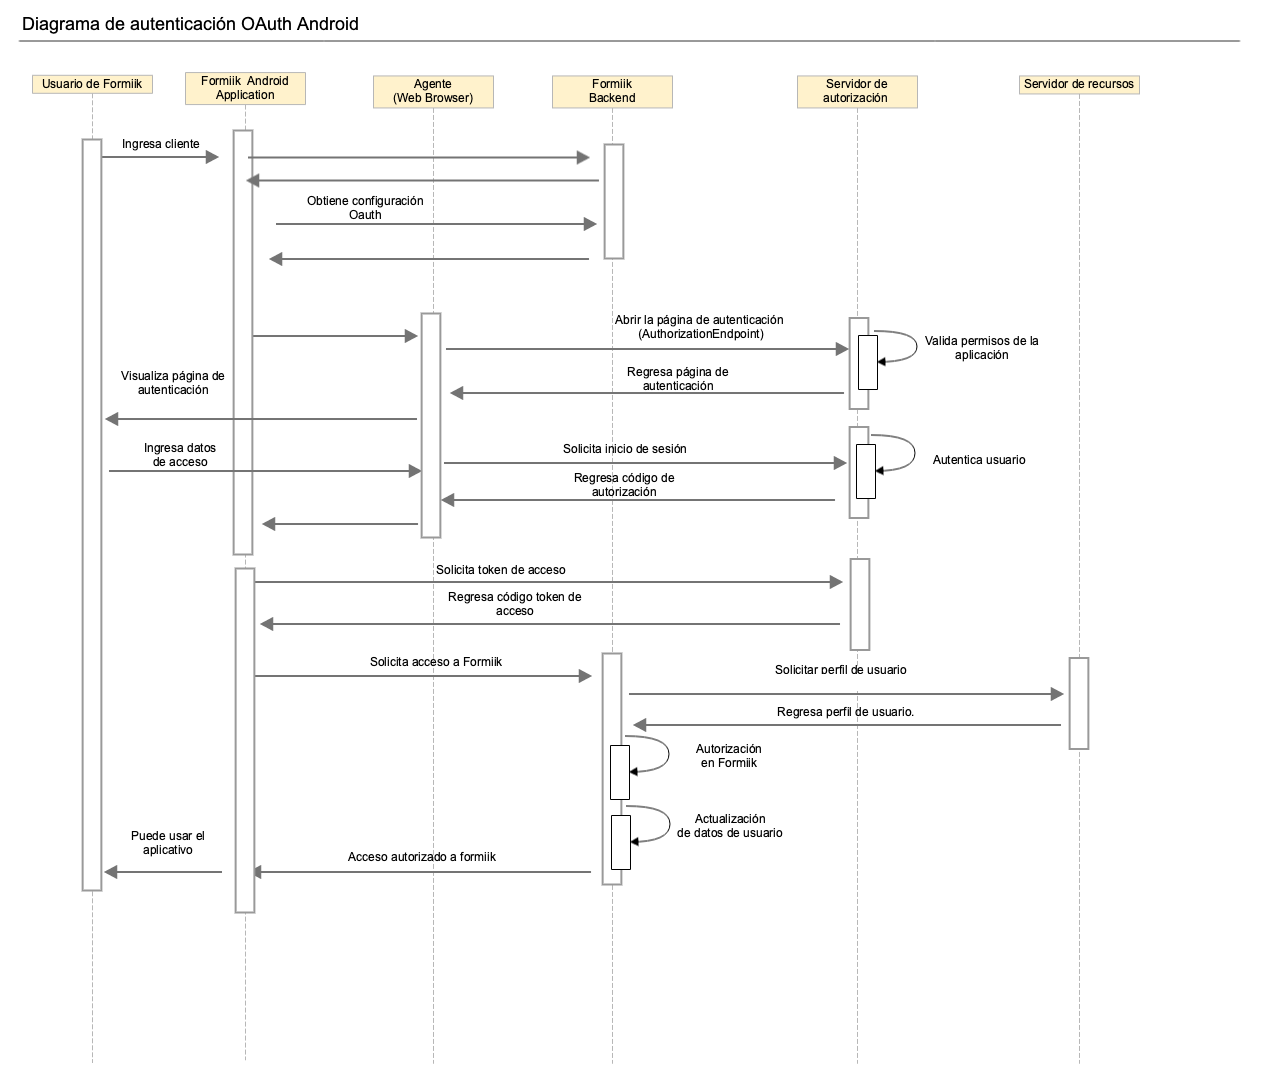 Diagrama de autenticación OAuth Android
Usuario de Formiik
Formiik Android
Application
Agente
(Web Browser)
Formiik
Backend
Servidor de
autorización
Servidor de recursos
Ingresa cliente
Obtiene configuración
Oauth
Abrir la página de autenticación
(AuthorizationEndpoint)
Valida permisos de la
aplicación
Regresa página de
autenticación
Visualiza página de
autenticación
Ingresa datos
de acceso
Solicita inicio de sesión
Autentica usuario
Regresa código de
autorización
Solicita token de acceso
Regresa código token de
acceso
Solicita acceso a Formiik
Solicitar perfil de usuario
Regresa perfil de usuario.
Autorización
en Formiik
Actualización
de datos de usuario
Puede usar el
aplicativo
Acceso autorizado a formiik